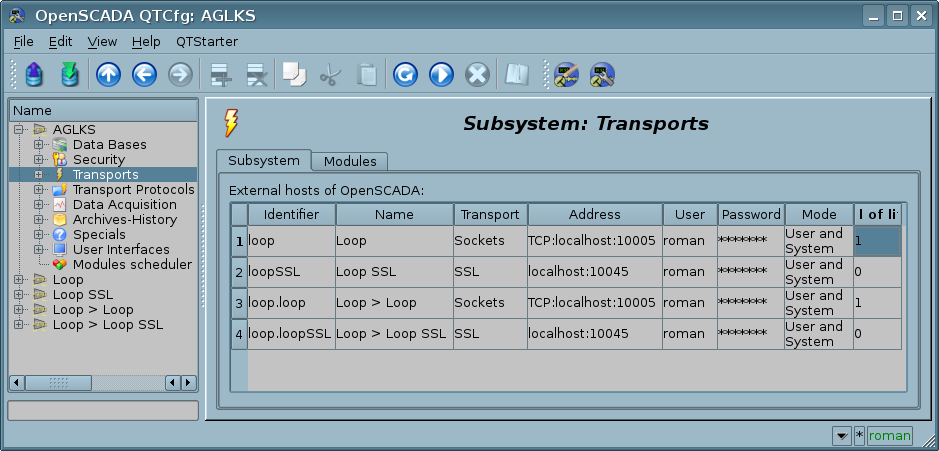 OpenSCADA QTCfg: AGLKS
File Edit View Help QTStarter
Name
AGLKS
Data Bases
Security
Transports
Transport Protocols
Data Acquisition
Archives-History
Specials
User Interfaces
Modules scheduler
Loop
Loop SSL
Loop > Loop
Loop > Loop SSL
Subsystem: Transports
Subsystem Modules
External hosts of OpenSCADA:
Identifier Name Transport Address User Password Mode l of li
1 loop Loop Sockets TCP:localhost:10005 roman ******* User and System 1
2 loopSSL Loop SSL SSL localhost:10045 roman ******* User and System 0
3 loop.loop Loop > Loop Sockets TCP:localhost:10005 roman ******* User and System 1
4 loop.loopSSL Loop > Loop SSL SSL localhost:10045 roman ******* User and System 0
* roman